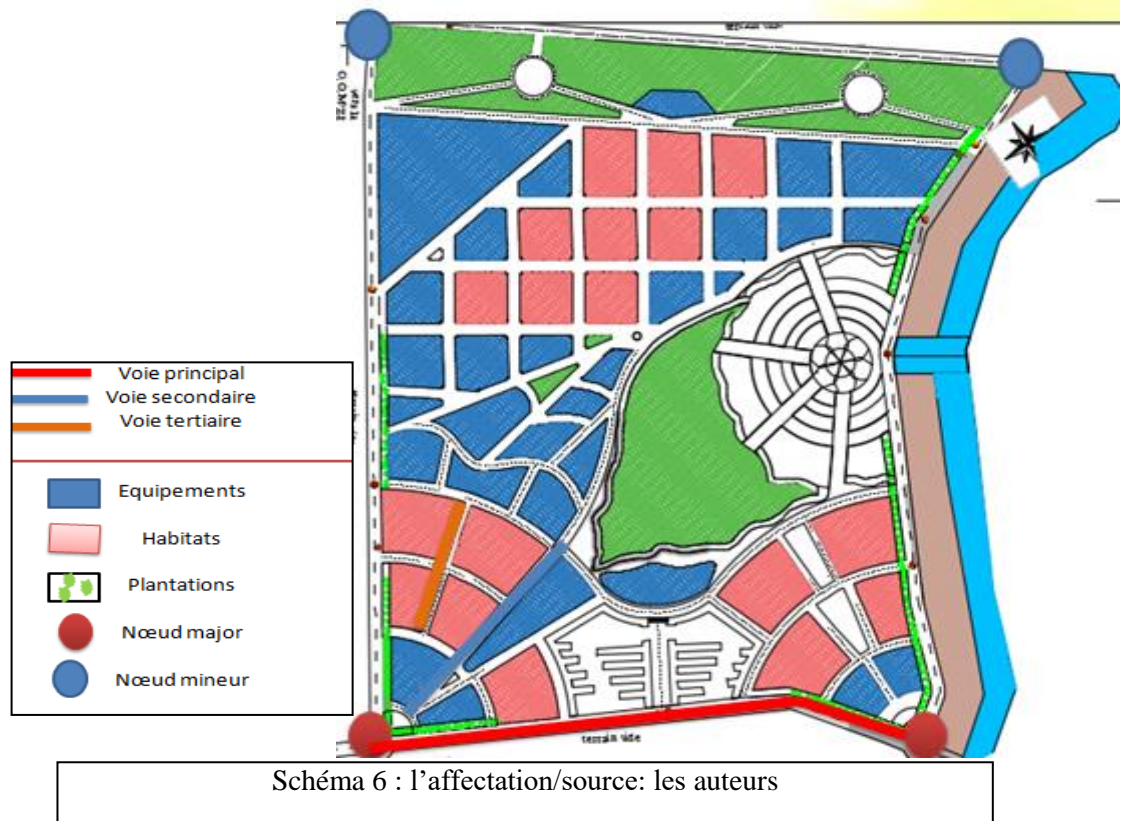 Voie principal
Voie secondaire
Voie tertiaire
Equipements
Habitats
Plantations
Nœud major
Nœud mineur
terrain vide
Schéma 6 : l’affectation/source: les auteurs